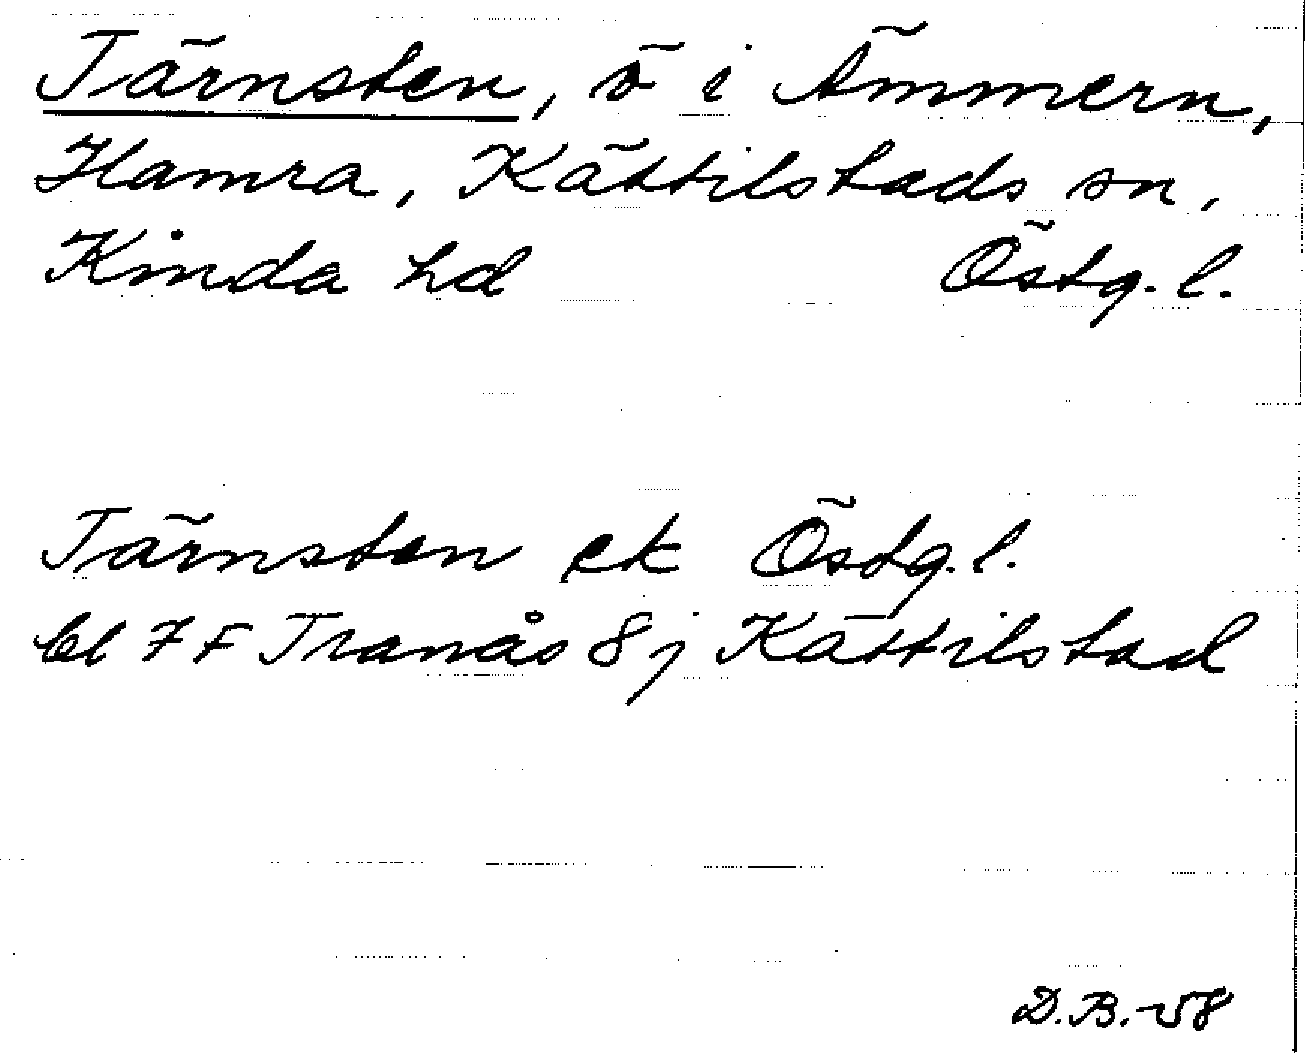 Tärnsten, ö i Ämmern,
Hamra, Kättilstads sn,
Kinda hd Östg. l.
Tärnsten ek Östg. l.
bl 7 F Tranås 8 j Kättilstad
D.B.-58